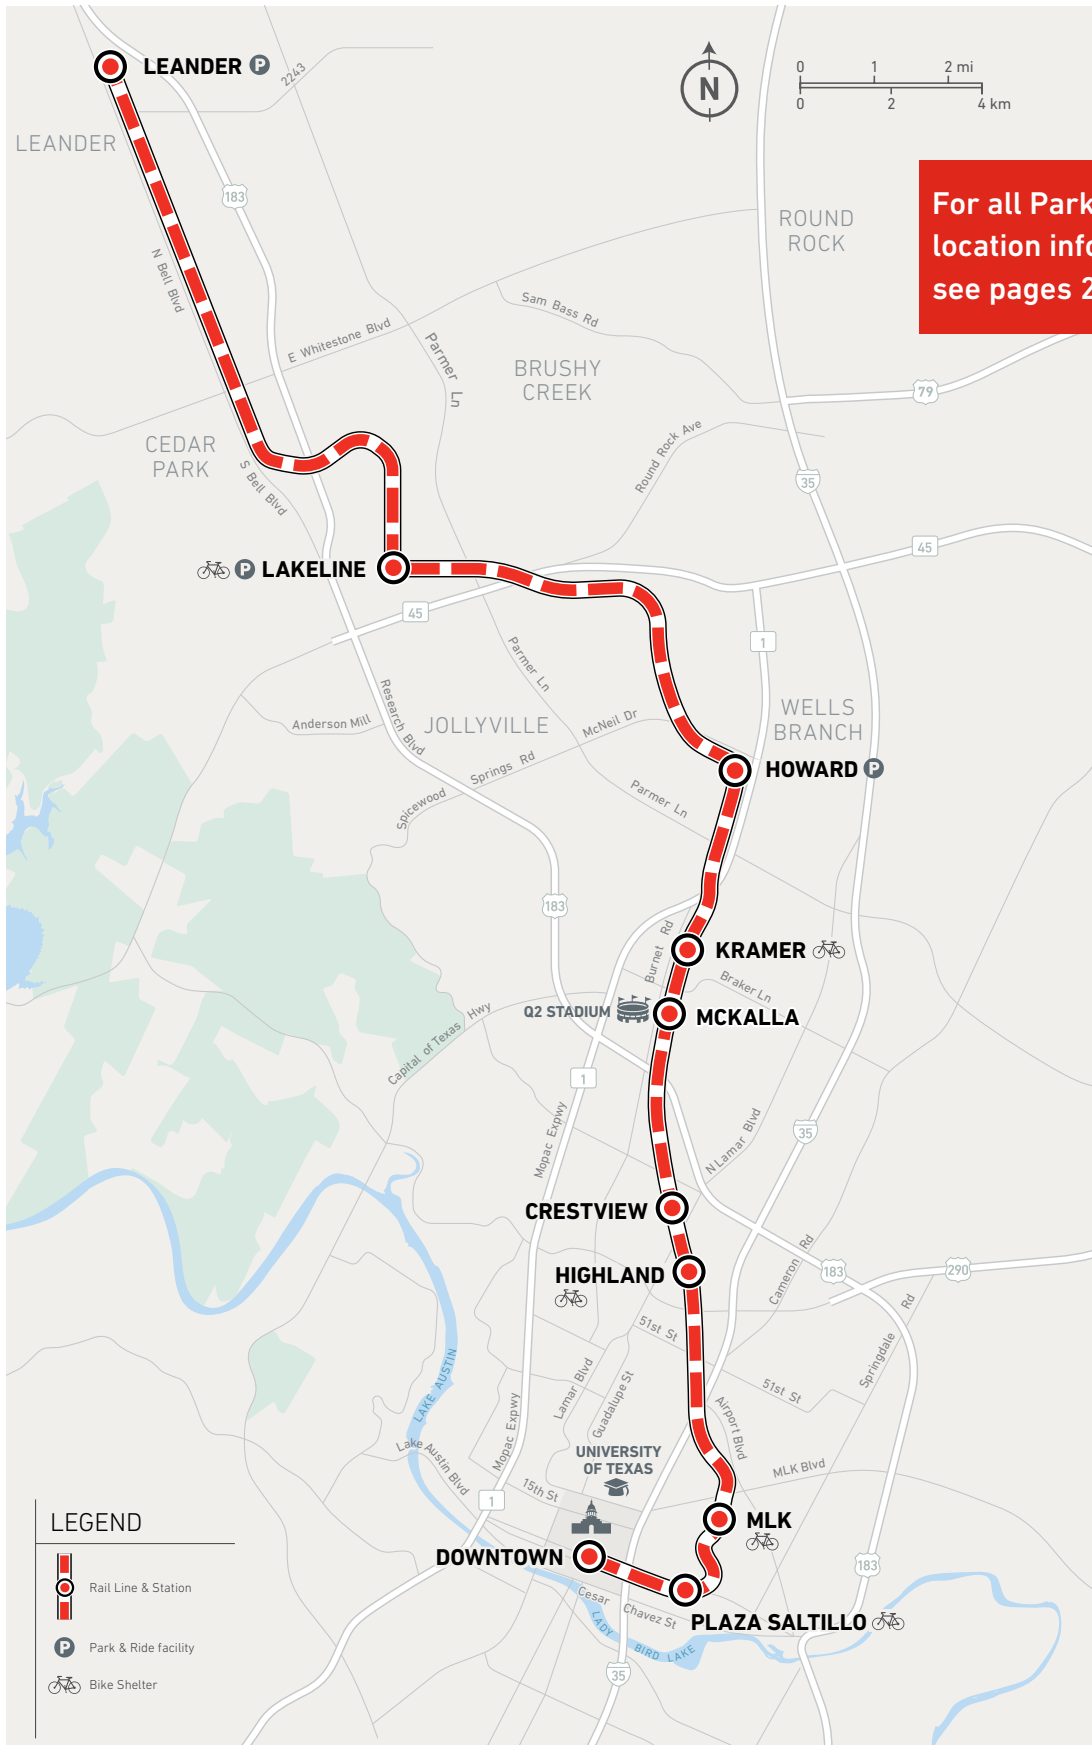 LEANDER P
2243
N
0 1 2 mi
0 2 4 km
LEANDER
183
For all Park
location info
see pages 2
ROUND
ROCK
N Bell Blvd
Sam Bass Rd
E Whitestone Blvd
Parmer Ln
BRUSHY
CREEK
79
CEDAR
PARK
Round Rock Ave
S Bell Blvd
35
45
P LAKELINE
45
1
Parmer Ln
Research Blvd
Anderson Mill
JOLLYVILLE
McNeil Dr
WELLS
BRANCH
Springs Rd
Spicewood
HOWARD P
Parmer Ln
183
Burnet Rd
KRAMER
Braker Ln
Q2 STADIUM
MCKALLA
Capital of Texas Hwy
1
Mopac Expwy
N Lamar Blvd
35
CRESTVIEW
HIGHLAND
Cameron Rd
183
290
51st St
Springdale Rd
LAKE AUSTIN
Lamar Blvd
Guadalupe St
51st St
Mopac Expwy
Airport Blvd
Lake Austin Blvd
UNIVERSITY
OF TEXAS
MLK Blvd
15th St
1
MLK
DOWNTOWN
183
Cesar Chavez St
PLAZA SALTILLO
LADY BIRD LAKE
35
LEGEND
Rail Line & Station
P Park & Ride facility
Bike Shelter